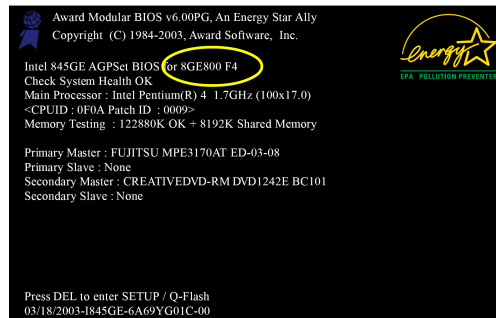 Award Modular BIOS v6.00PG, An Energy Star Ally
Copyright (C) 1984-2003, Award Software, Inc.
energy
EPA POLLUTION PREVENTER
Intel 845GE AGPSet BIOS for 8GE800 F4
Check System Health OK
Main Processor : Intel Pentium(R) 4 1.7GHz (100x17.0)
<CPUID : 0F0A Patch ID : 0009>
Memory Testing : 122880K OK + 8192K Shared Memory
Primary Master : FUJITSU MPE3170AT ED-03-08
Primary Slave : None
Secondary Master : CREATIVEDVD-RM DVD1242E BC101
Secondary Slave : None
Press DEL to enter SETUP / Q-Flash
03/18/2003-I845GE-6A69YG01C-00